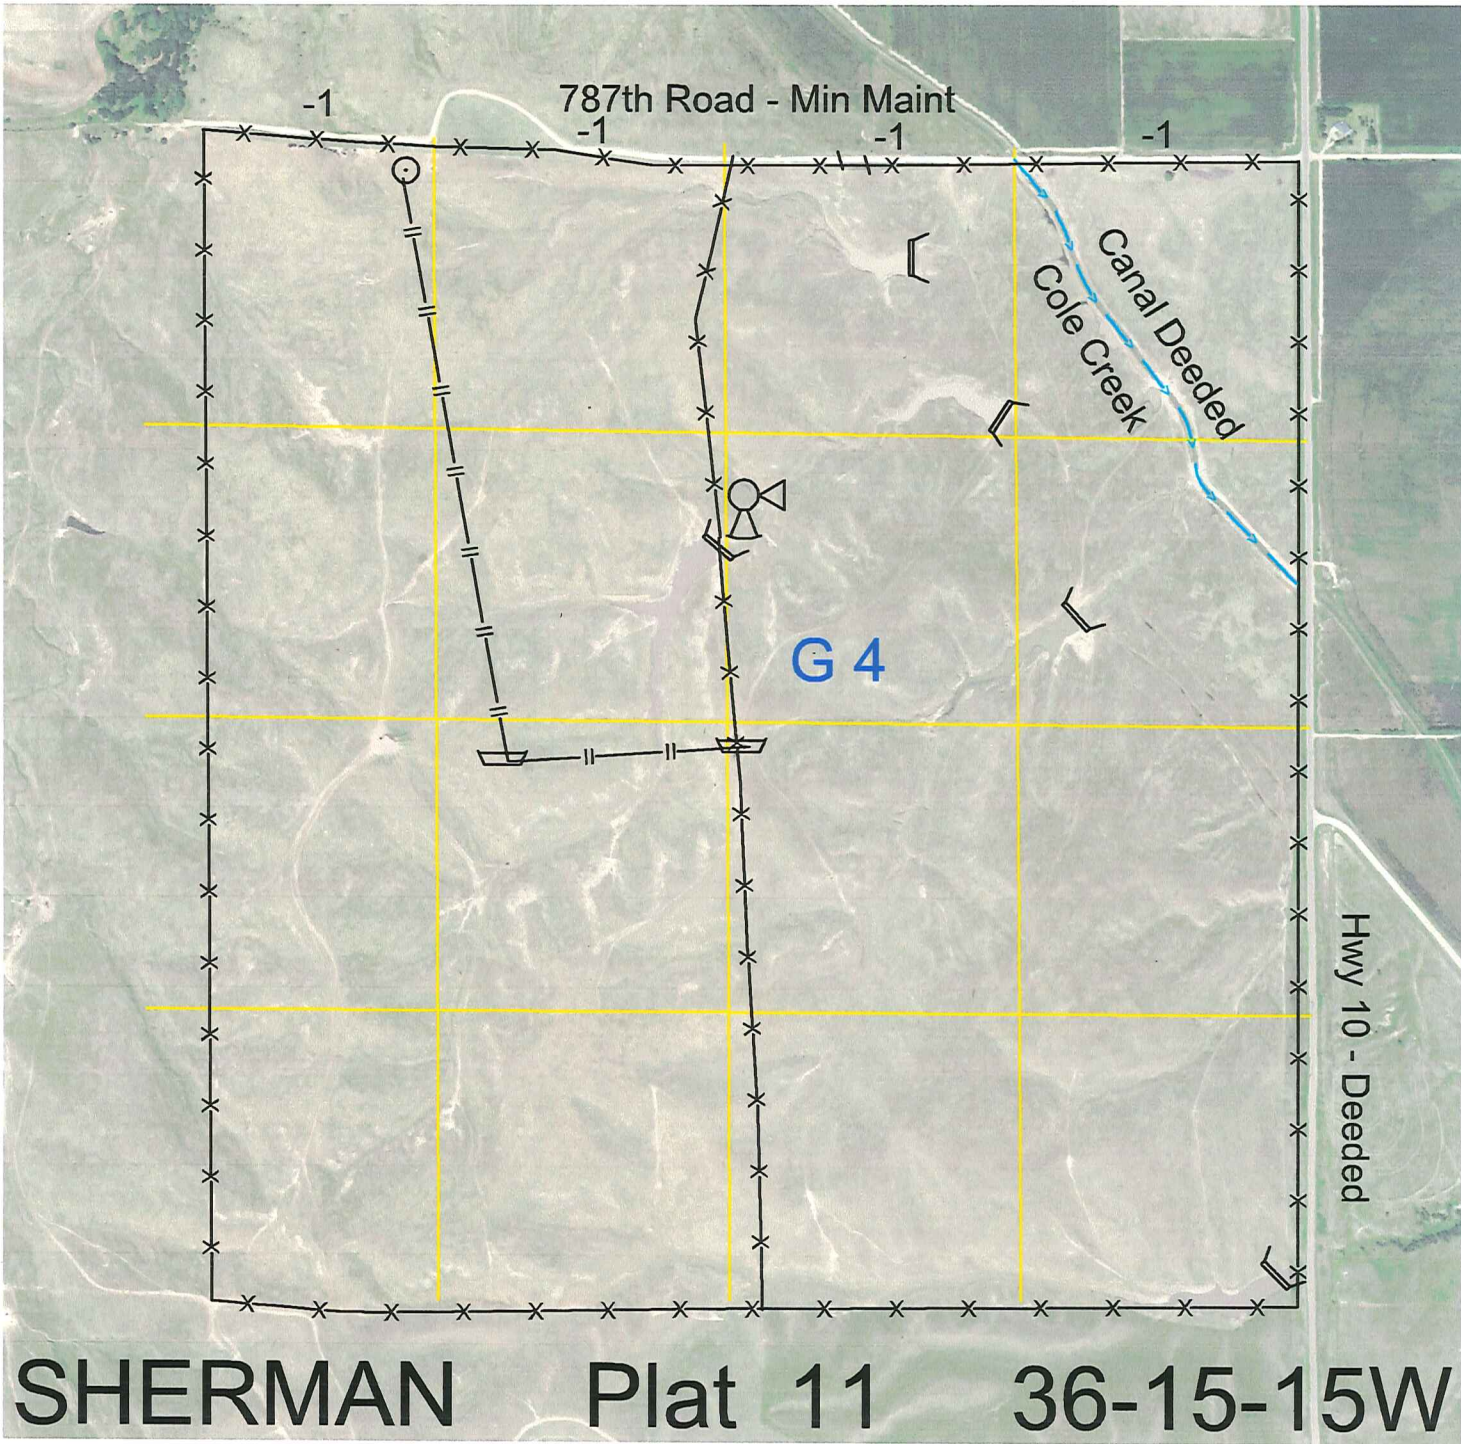 787th Road - Min Maint
-1
-1
-1
-1
Canal Deeded
Cole Creek
G 4
Hwy 10 - Deeded
SHERMAN Plat 11 36-15-15W